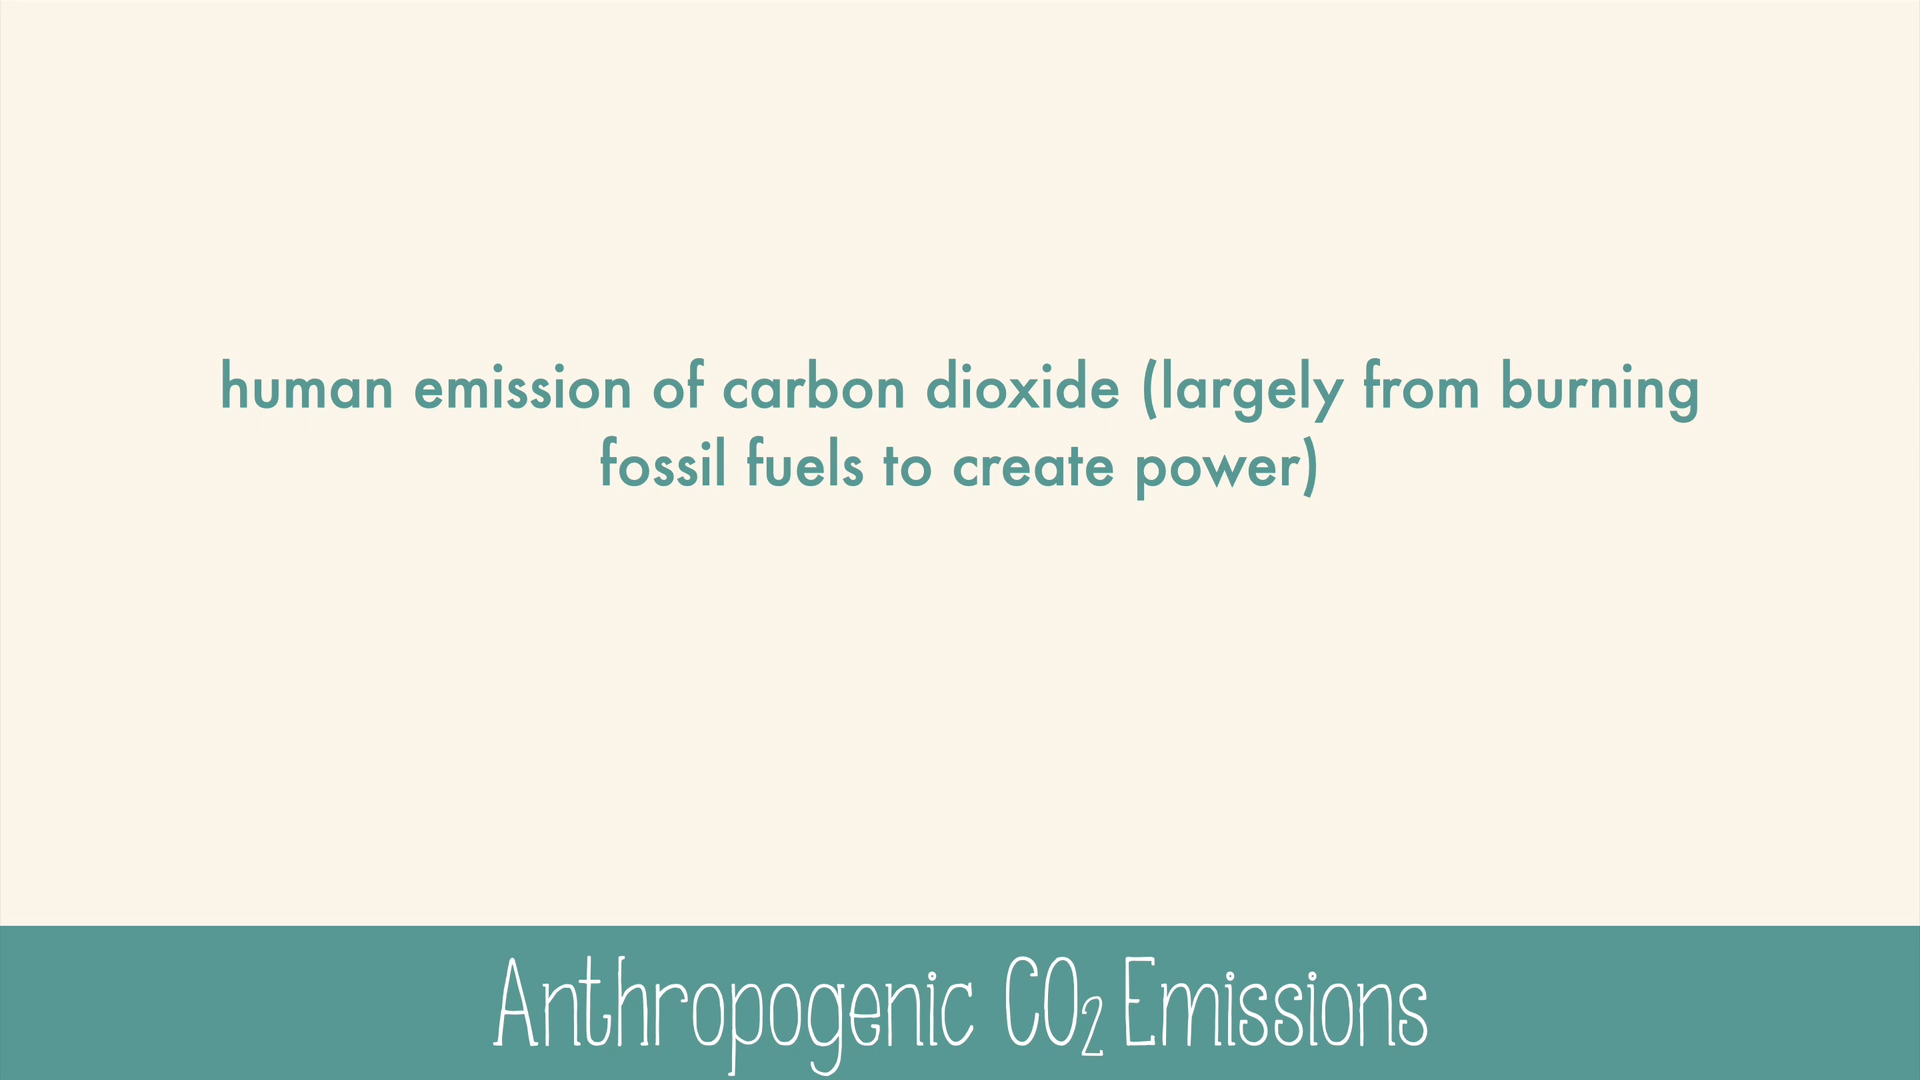 human emission of carbon dioxide (largely from burning
fossil fuels to create power)
Anthropogenic CO₂ Emissions